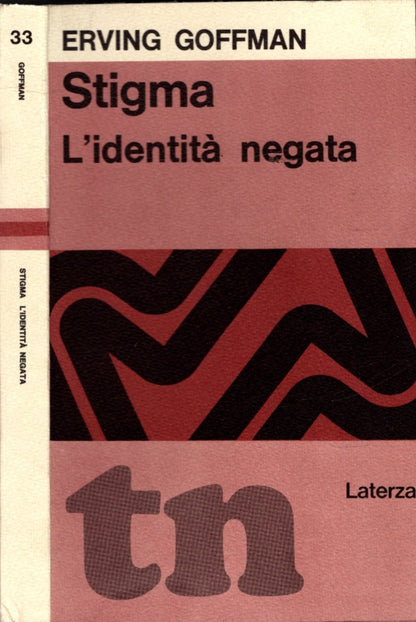 33
GOFFMAN
STIGMA L'IDENTITÀ NEGATA
ERVING GOFFMAN
Stigma
L'identità negata
Laterza
tn